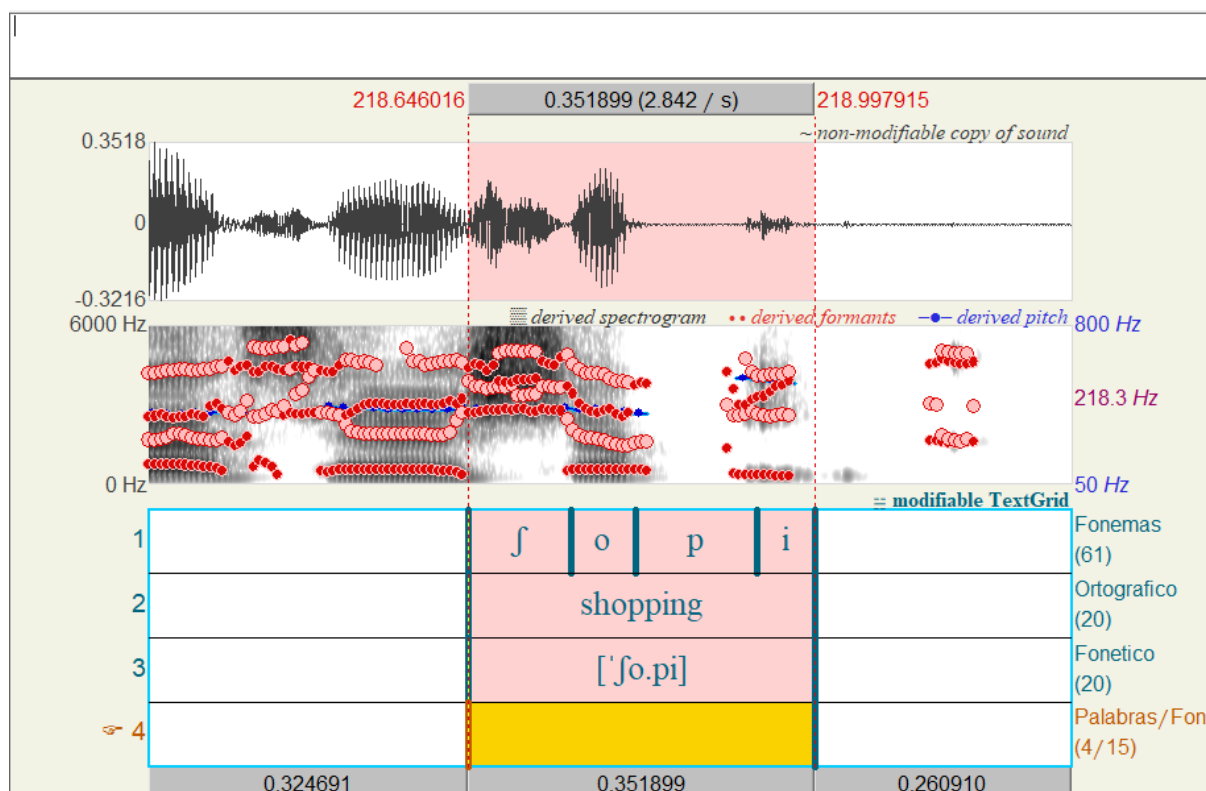 218.646016 0.351899 (2.842 / s) 218.997915
~ non-modifiable copy of sound
0.3518
0
-0.3216
6000 Hz derived spectrogram derived formants derived pitch 800 Hz
218.3 Hz
0 Hz 50 Hz
modifiable TextGrid
1 ʃ o p i Fonemas
(61)
2 shopping Ortografico
(20)
3 [ˈʃo.pi] Fonetico
(20)
☞ 4 Palabras/Fon
(4/15)
0.324691 0.351899 0.260910